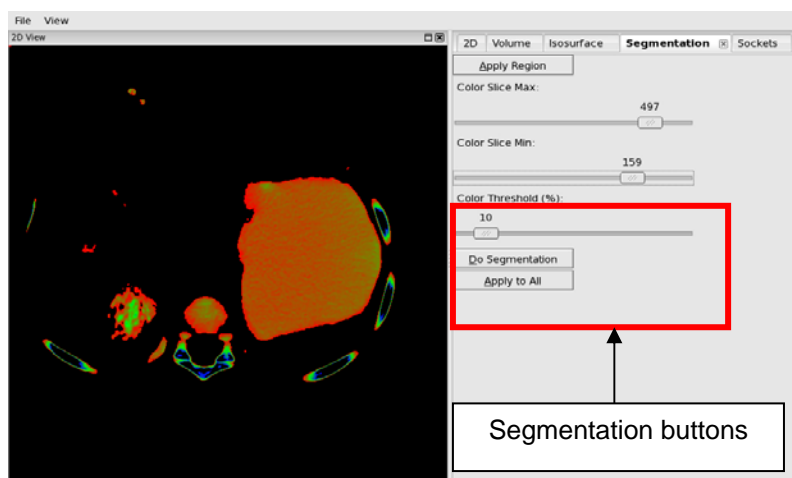 File View
2D View
2D Volume Isosurface Segmentation Sockets
Apply Region
Color Slice Max:
497
Color Slice Min:
159
Color Threshold (%):
10
Do Segmentation
Apply to All
Segmentation buttons